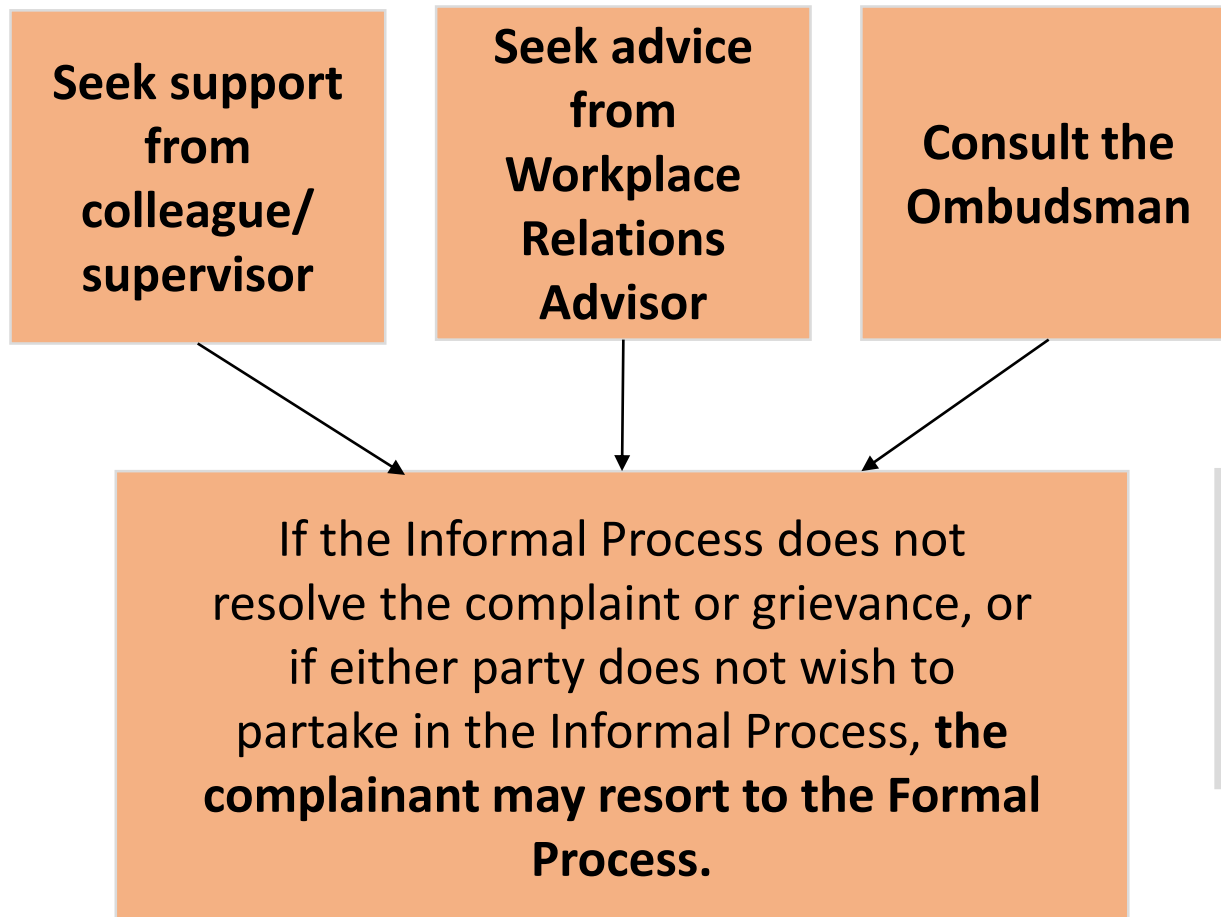 Seek support
from
colleague/
supervisor
Seek advice
from
Workplace
Relations
Advisor
Consult the
Ombudsman
If the Informal Process does not
resolve the complaint or grievance, or
if either party does not wish to
partake in the Informal Process, the
complainant may resort to the Formal
Process.